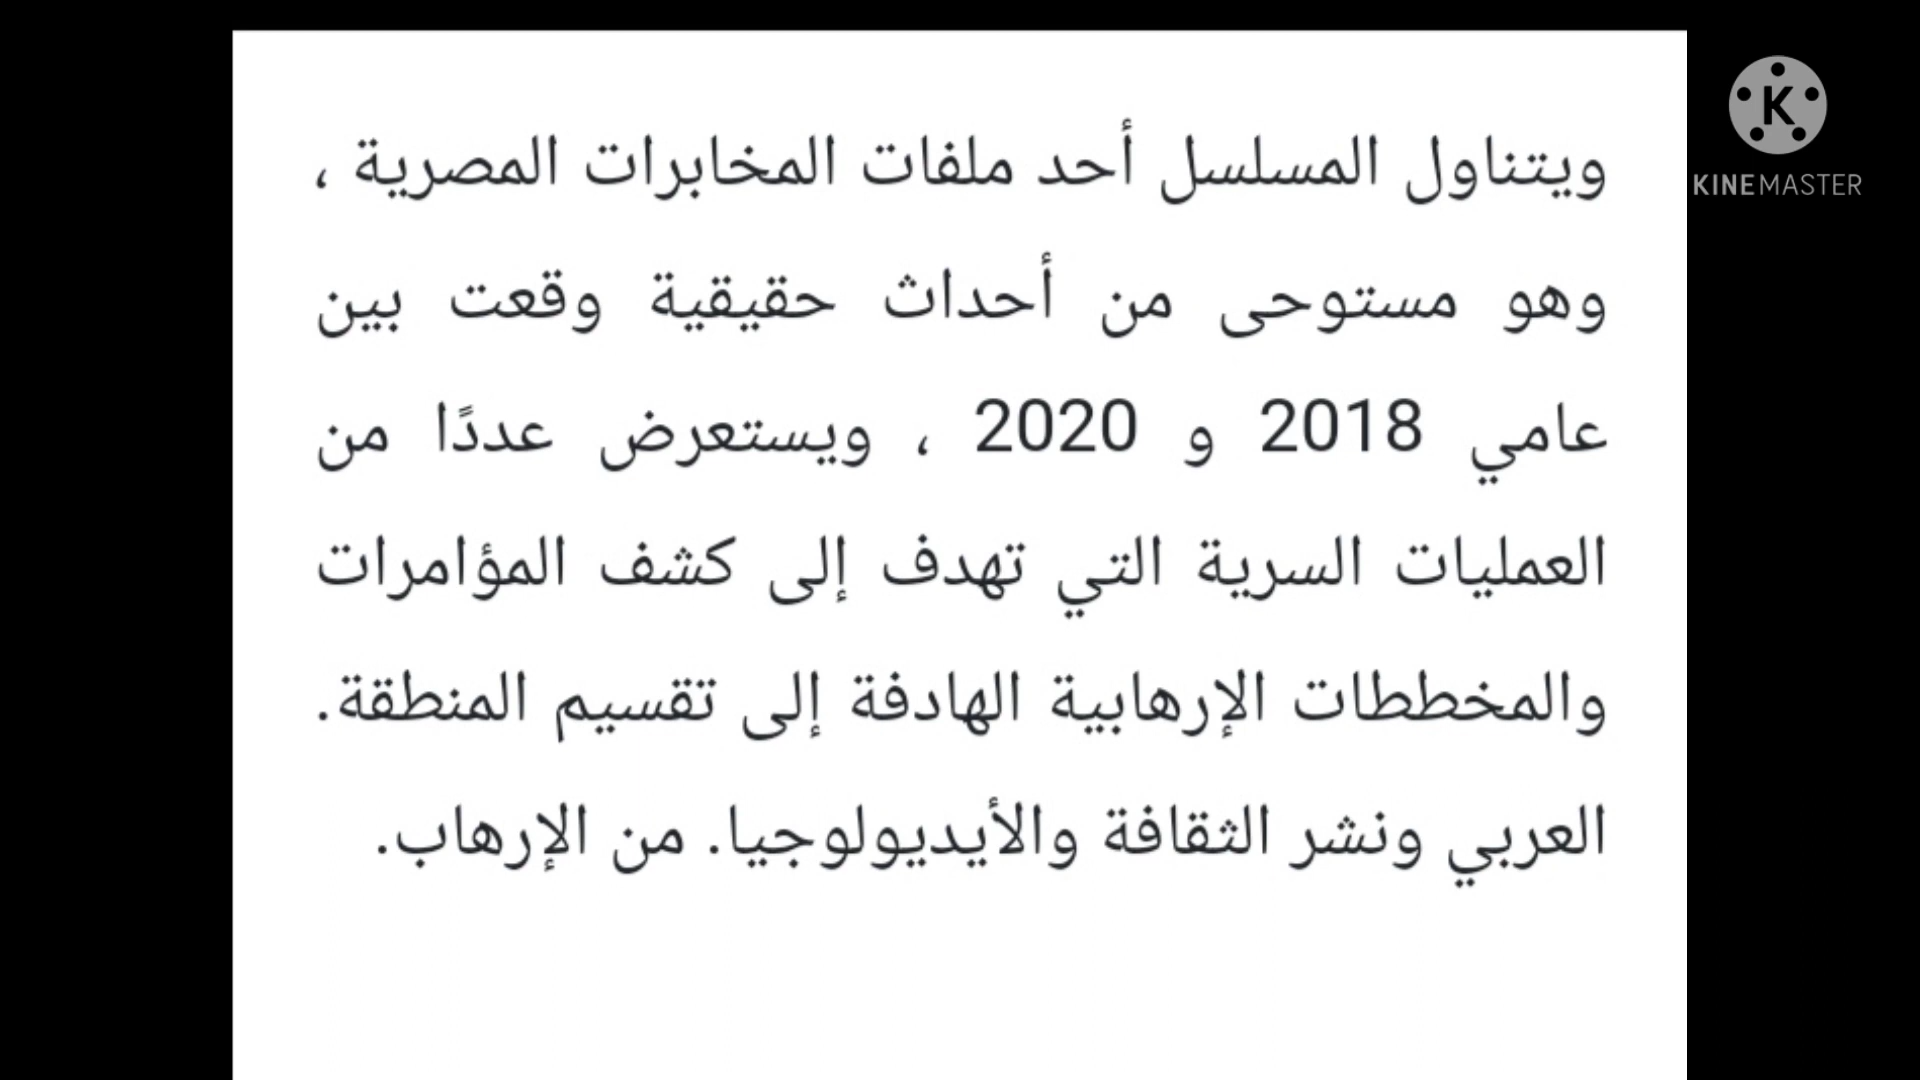 ويتناول المسلسل أحد ملفات المخابرات المصرية ،
وهو مستوحى من أحداث حقيقية وقعت بين
عامي 2018 و 2020 ، ويستعرض عددًا من
العمليات السرية التي تهدف إلى كشف المؤامرات
والمخططات الإرهابية الهادفة إلى تقسيم المنطقة.
العربي ونشر الثقافة والأيديولوجيا. من الإرهاب.
K
KINEMASTER